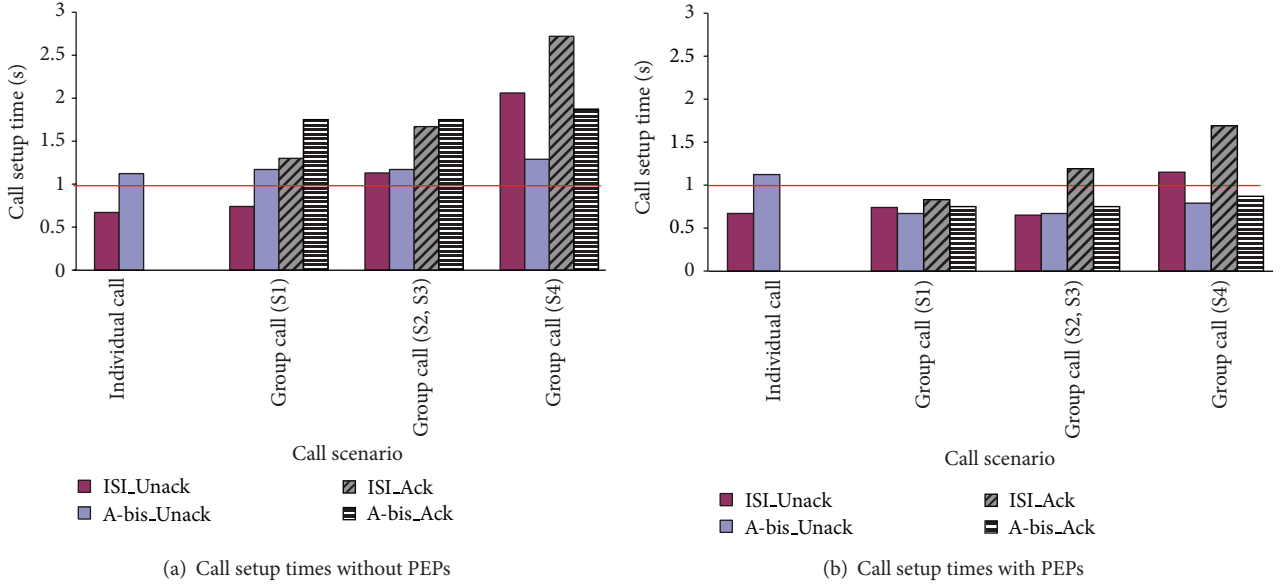 3
2.5
2
1.5
1
0.5
0
Call setup time (s)
Individual call
Group call (S1)
Group call (S2, S3)
Group call (S4)
Call scenario
ISI_Unack
ISI_Ack
A-bis_Unack
A-bis_Ack
(a) Call setup times without PEPs
3
2.5
2
1.5
1
0.5
0
Call setup time (s)
Individual call
Group call (S1)
Group call (S2, S3)
Group call (S4)
Call scenario
ISI_Unack
ISI_Ack
A-bis_Unack
A-bis_Ack
(b) Call setup times with PEPs